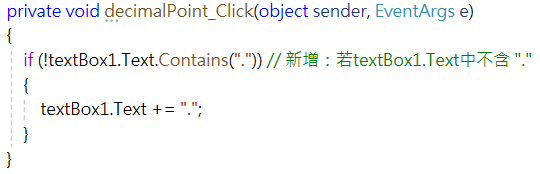 private void decimalPoint_Click(object sender, EventArgs e)
{
if (!textBox1.Text.Contains(".")) // 新增：若textBox1.Text中不含 "."
{
textBox1.Text += ".";
}
}